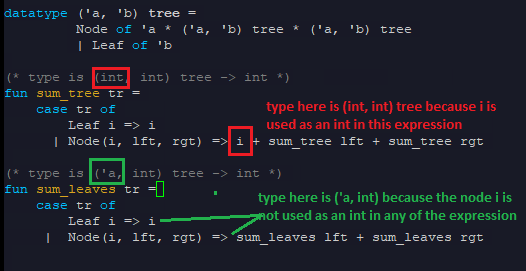 datatype ('a, 'b) tree =
Node of 'a * ('a, 'b) tree * ('a, 'b) tree
| Leaf of 'b
(* type is (int, int) tree -> int *)
fun sum_tree tr =
case tr of
Leaf i => i
| Node(i, lft, rgt) => i + sum_tree lft + sum_tree rgt
type here is (int, int) tree because i is
used as an int in this expression
(* type is ('a, int) tree -> int *)
fun sum_leaves tr =
case tr of
Leaf i => i
| Node(i, lft, rgt) => sum_leaves lft + sum_leaves rgt
type here is ('a, int) because the node i is
not used as an int in any of the expression